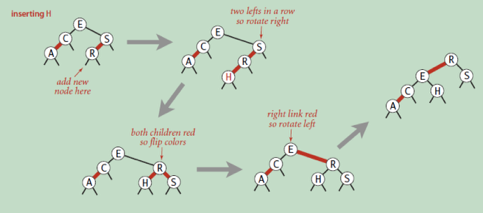 inserting H
two lefts in a row
so rotate right
E
C S
A R
add new
node here
E
C S
A R
H
both children red
so flip colors
E
C R
A H S
right link red
so rotate left
E
C R
A H S
R
E S
C H
A